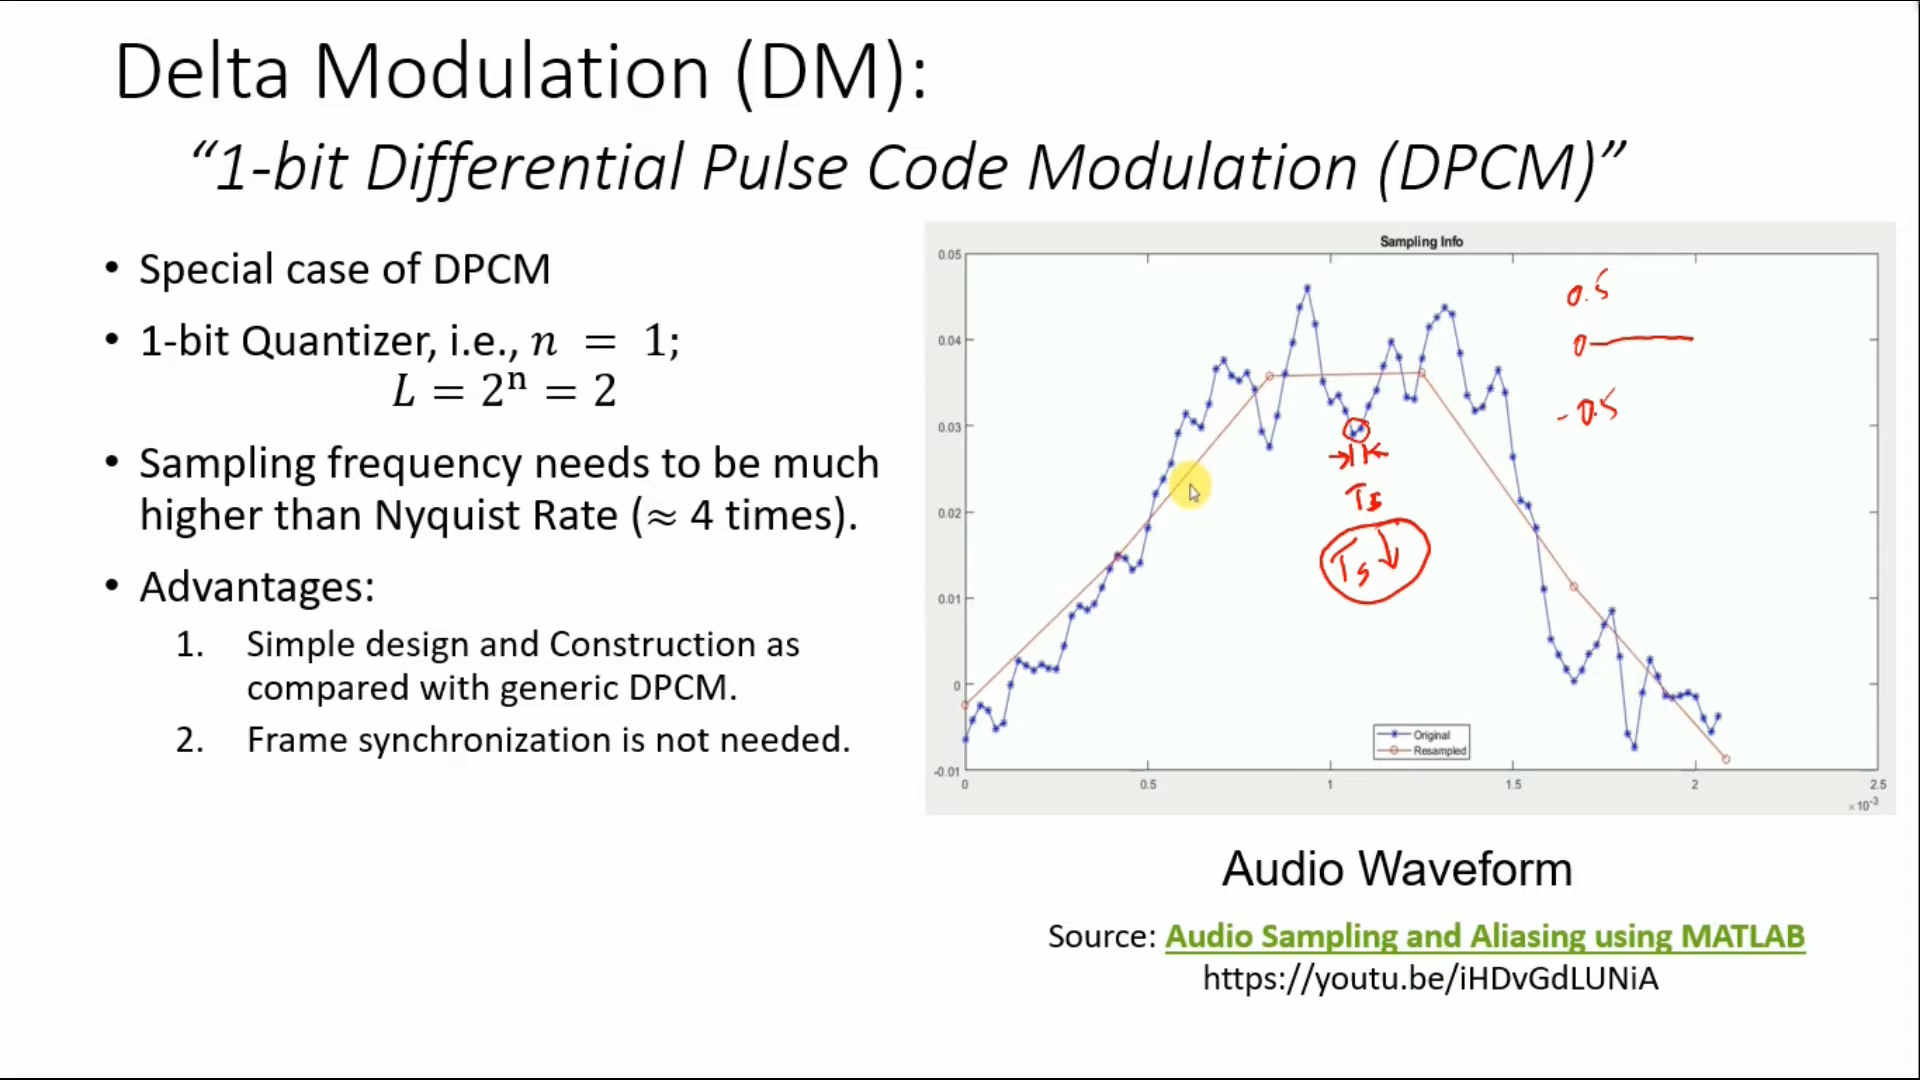 Delta Modulation (DM):
“1-bit Differential Pulse Code Modulation (DPCM)”
• Special case of DPCM
• 1-bit Quantizer, i.e., n = 1;
L = 2ⁿ = 2
• Sampling frequency needs to be much
higher than Nyquist Rate (≈ 4 times).
• Advantages:
1. Simple design and Construction as
compared with generic DPCM.
2. Frame synchronization is not needed.
Sampling Info
0.05
0.04
0.03
0.02
0.01
0
-0.01
0 0.5 1 1.5 2 2.5
×10⁻³
Original
Resampled
0.5
0
-0.5
Ts
Ts↓
Audio Waveform
Source: Audio Sampling and Aliasing using MATLAB
https://youtu.be/iHDvGdLUNiA